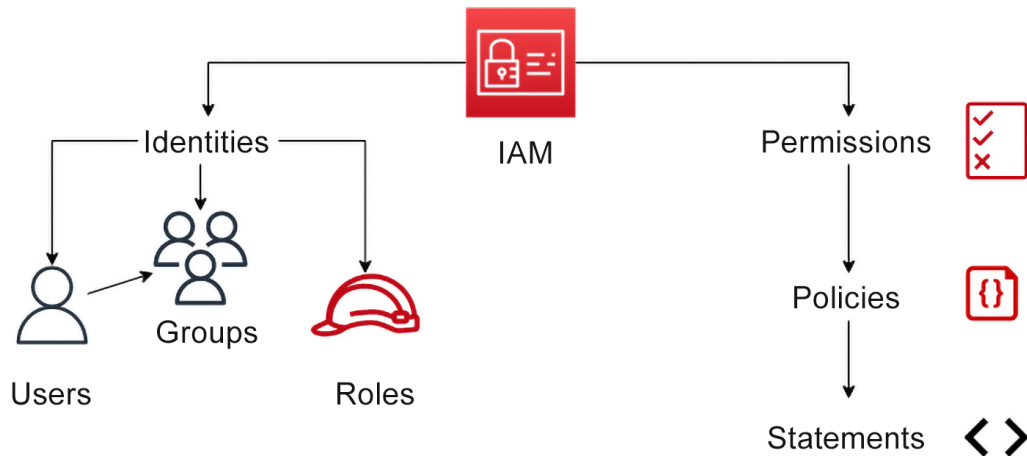 IAM
Identities
Permissions
Groups
Users
Roles
Policies
{}
Statements
< >